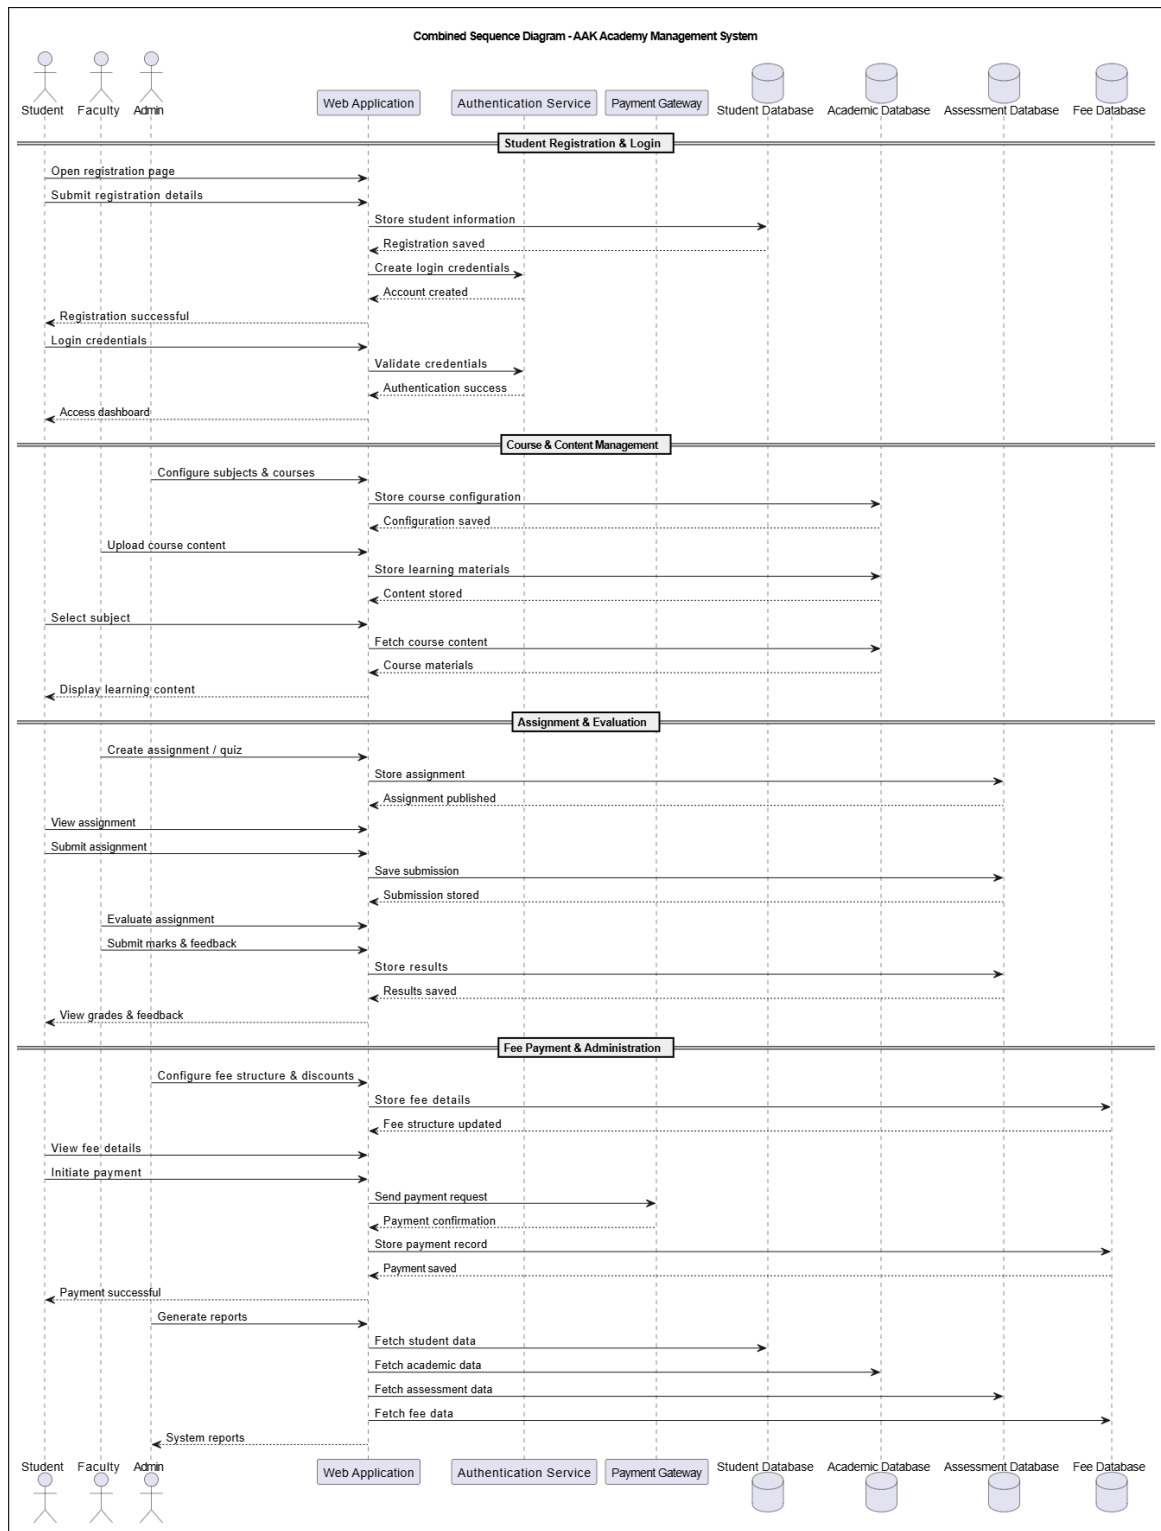 Combined Sequence Diagram - AAK Academy Management System
Student Faculty Admin Web Application Authentication Service Payment Gateway Student Database Academic Database Assessment Database Fee Database
Student Registration & Login
Open registration page
Submit registration details
Store student information
Registration saved
Create login credentials
Account created
Registration successful
Login credentials
Validate credentials
Authentication success
Access dashboard
Course & Content Management
Configure subjects & courses
Store course configuration
Configuration saved
Upload course content
Store learning materials
Content stored
Select subject
Fetch course content
Course materials
Display learning content
Assignment & Evaluation
Create assignment / quiz
Store assignment
Assignment published
View assignment
Submit assignment
Save submission
Submission stored
Evaluate assignment
Submit marks & feedback
Store results
Results saved
View grades & feedback
Fee Payment & Administration
Configure fee structure & discounts
Store fee details
Fee structure updated
View fee details
Initiate payment
Send payment request
Payment confirmation
Store payment record
Payment saved
Payment successful
Generate reports
Fetch student data
Fetch academic data
Fetch assessment data
Fetch fee data
System reports
Student Faculty Admin Web Application Authentication Service Payment Gateway Student Database Academic Database Assessment Database Fee Database